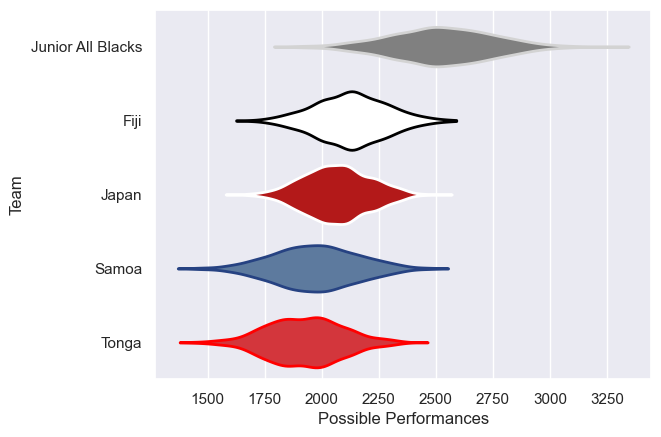 Junior All Blacks
Fiji
Japan
Samoa
Tonga
Team
1500 1750 2000 2250 2500 2750 3000 3250
Possible Performances